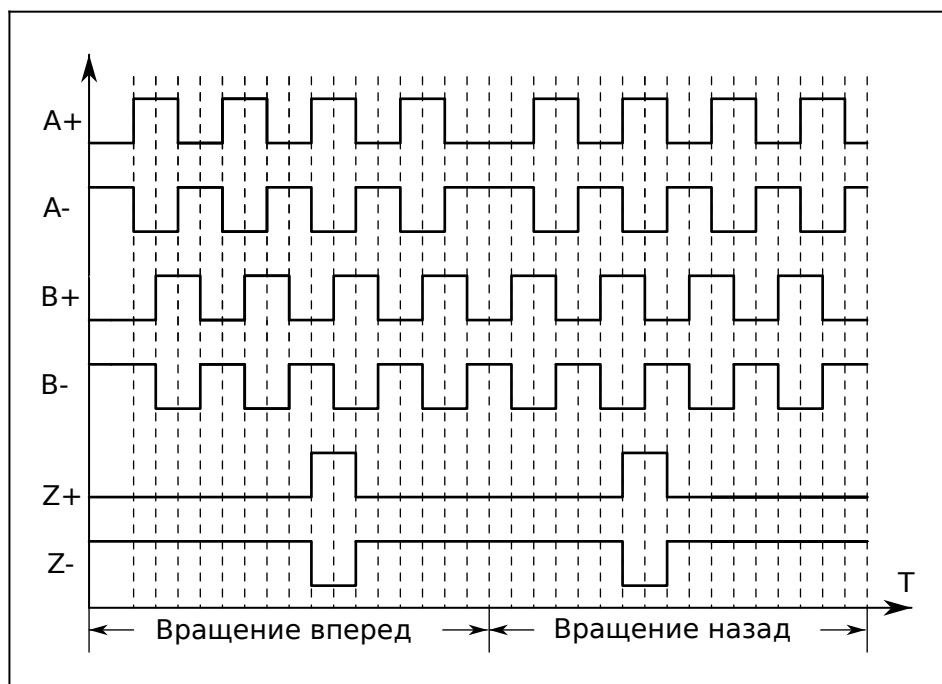 A+
A-
B+
B-
Z+
Z-
T
Вращение вперед
Вращение назад